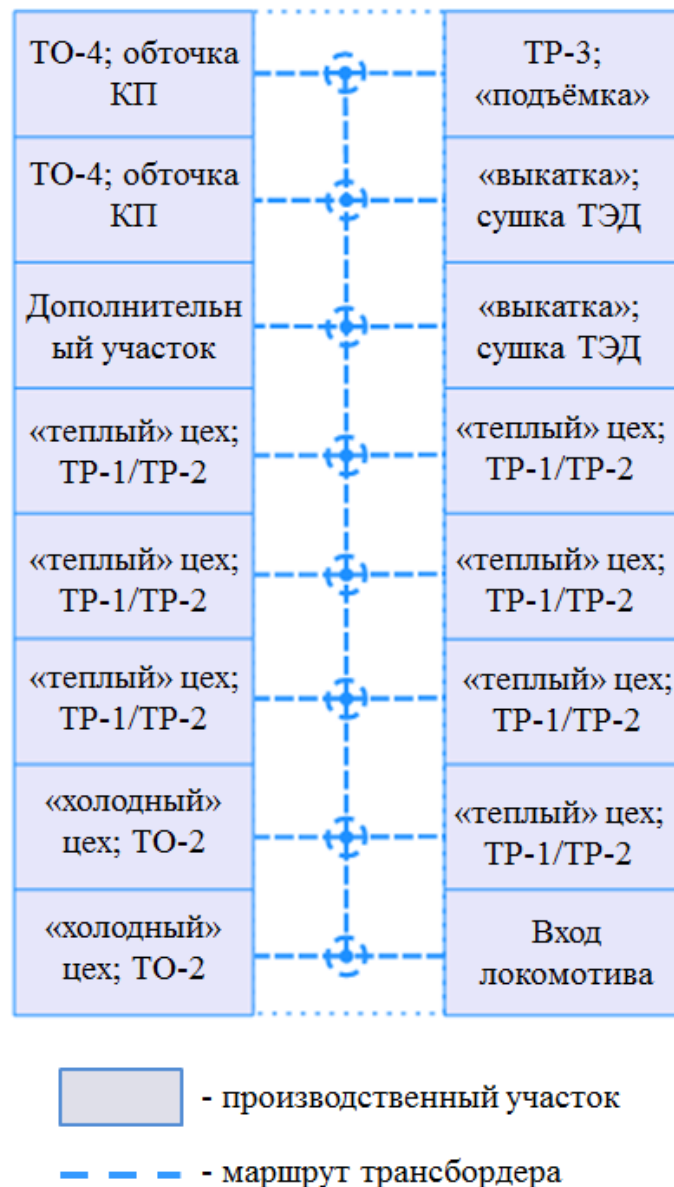 ТО-4; обточка
КП
ТР-3;
«подъёмка»
ТО-4; обточка
КП
«выкатка»;
сушка ТЭД
Дополнительн
ый участок
«выкатка»;
сушка ТЭД
«теплый» цех;
ТР-1/ТР-2
«теплый» цех;
ТР-1/ТР-2
«теплый» цех;
ТР-1/ТР-2
«теплый» цех;
ТР-1/ТР-2
«теплый» цех;
ТР-1/ТР-2
«теплый» цех;
ТР-1/ТР-2
«холодный»
цех; ТО-2
«теплый» цех;
ТР-1/ТР-2
«холодный»
цех; ТО-2
Вход
локомотива
- производственный участок
- маршрут трансбордера